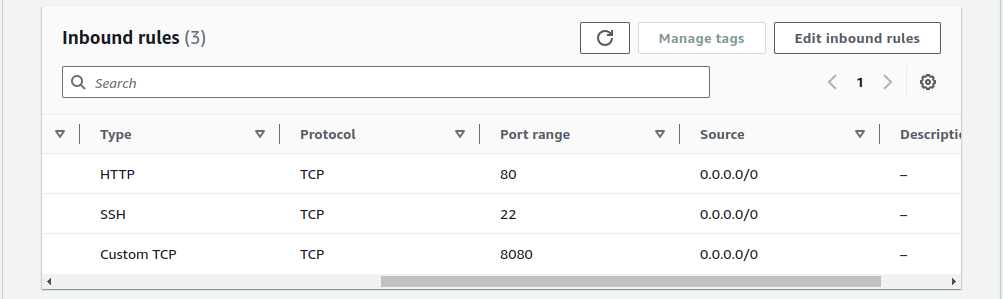 Inbound rules (3)
Manage tags
Edit inbound rules
Search
1
Type Protocol Port range Source Descriptio
HTTP TCP 80 0.0.0.0/0 –
SSH TCP 22 0.0.0.0/0 –
Custom TCP TCP 8080 0.0.0.0/0 –